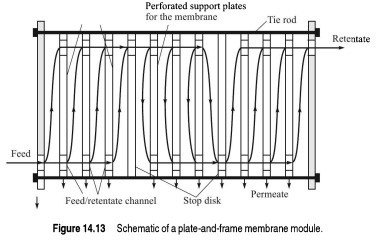 Perforated support plates
for the membrane
Tie rod
Retentate
Feed
Feed/retentate channel
Stop disk
Permeate
Figure 14.13 Schematic of a plate-and-frame membrane module.